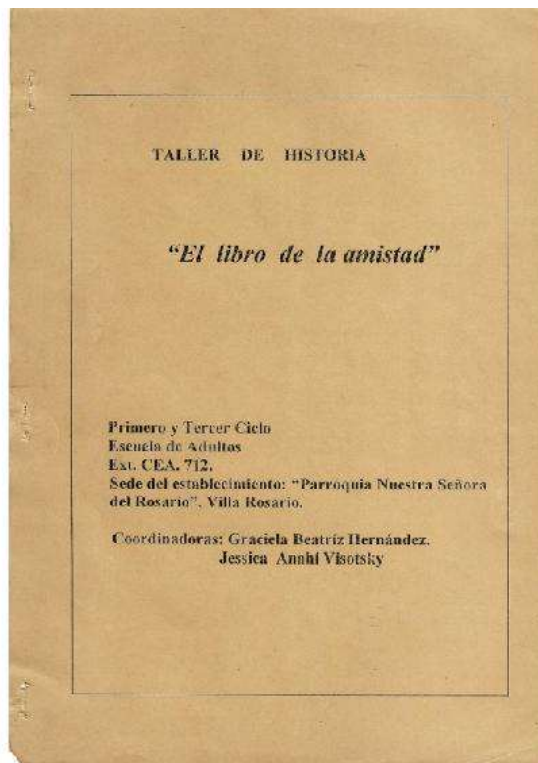 TALLER DE HISTORIA
“El libro de la amistad”
Primero y Tercer Ciclo
Escuela de Adultos
Ext. CEA. 712.
Sede del establecimiento: “Parroquia Nuestra Señora
del Rosario”. Villa Rosario.
Coordinadoras: Graciela Beatríz Hernández.
Jessica Annhi Visotsky